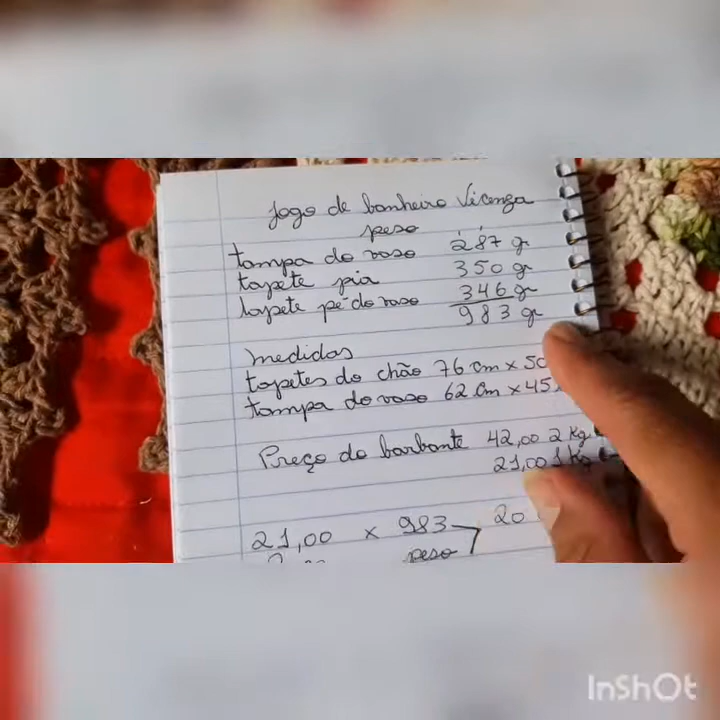 Jogo de banheiro Vicenza
peso
tampa do vaso 287 gr
tapete pia 350 gr
tapete pé do vaso 346 gr
983 gr
medidas
tapetes do chão 76 cm x 50
tampa do vaso 62 Cm x 45
Preço do barbante 42,00 2 Kg
21,00 1 Kg
21,00 x 983 20
peso
InShOt